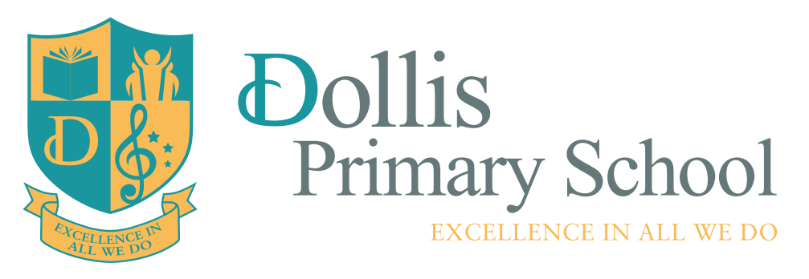 D
EXCELLENCE IN
ALL WE DO
Dollis
Primary School
EXCELLENCE IN ALL WE DO